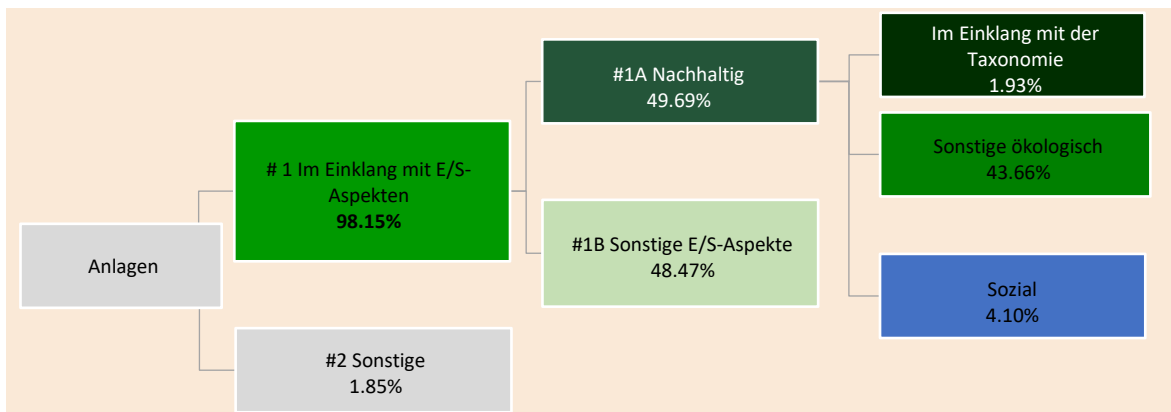 Anlagen
# 1 Im Einklang mit E/S-
Aspekten
98.15%
#2 Sonstige
1.85%
#1A Nachhaltig
49.69%
#1B Sonstige E/S-Aspekte
48.47%
Im Einklang mit der
Taxonomie
1.93%
Sonstige ökologisch
43.66%
Sozial
4.10%